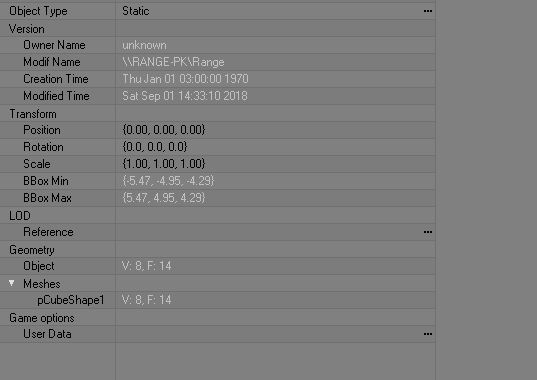 Object Type Static ...
Version
Owner Name unknown
Modif Name \\RANGE-PK\Range
Creation Time Thu Jan 01 03:00:00 1970
Modified Time Sat Sep 01 14:33:10 2018
Transform
Position {0.00, 0.00, 0.00}
Rotation {0.0, 0.0, 0.0}
Scale {1.00, 1.00, 1.00}
BBox Min {-5.47, -4.95, -4.29}
BBox Max {5.47, 4.95, 4.29}
LOD
Reference ...
Geometry
Object V: 8, F: 14
Meshes
pCubeShape1 V: 8, F: 14
Game options
User Data ...